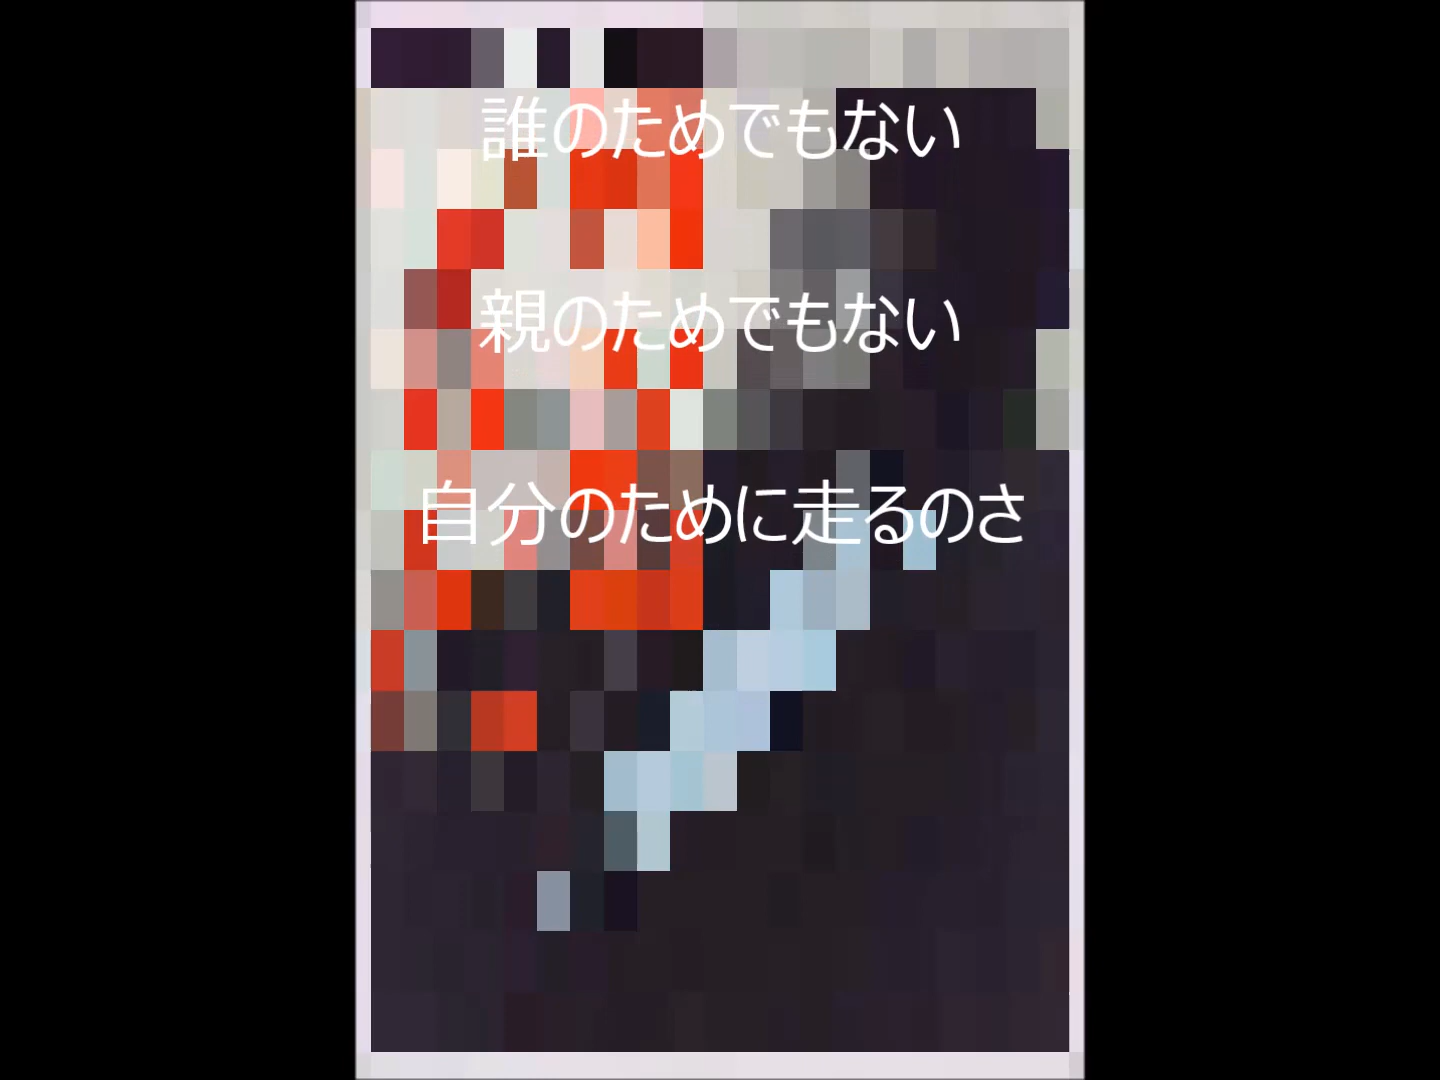 誰のためでもない
親のためでもない
自分のために走るのさ